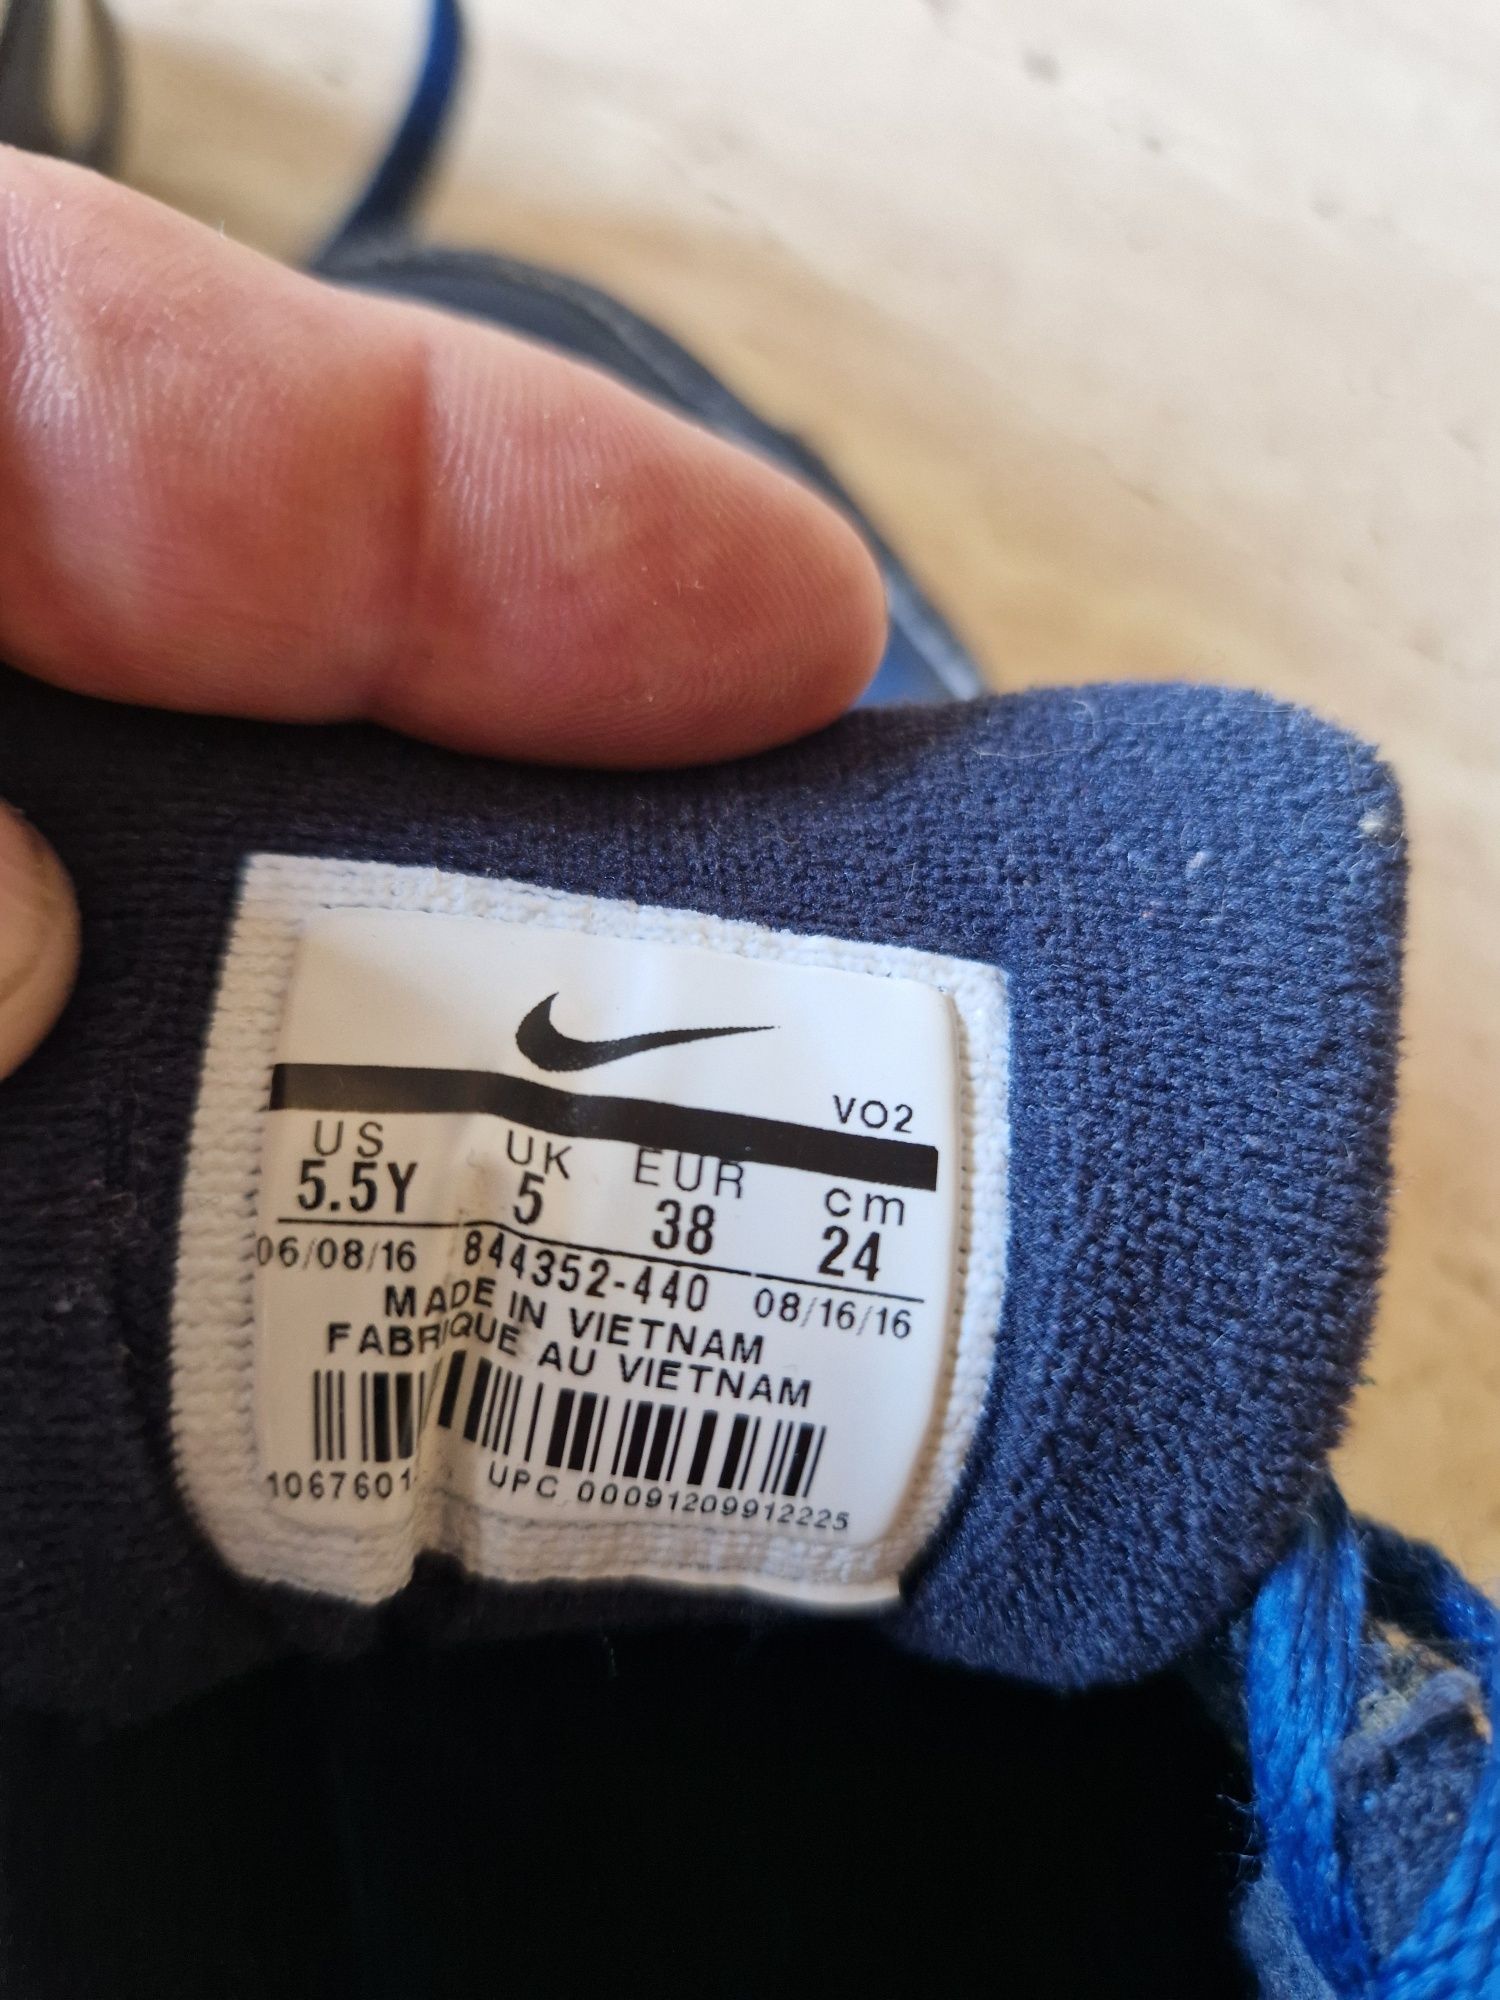 VO2
US UK EUR cm
5.5Y 5 38 24
06/08/16 844352-440 08/16/16
MADE IN VIETNAM
FABRIQUE AU VIETNAM
1067601 UPC 00091209912225